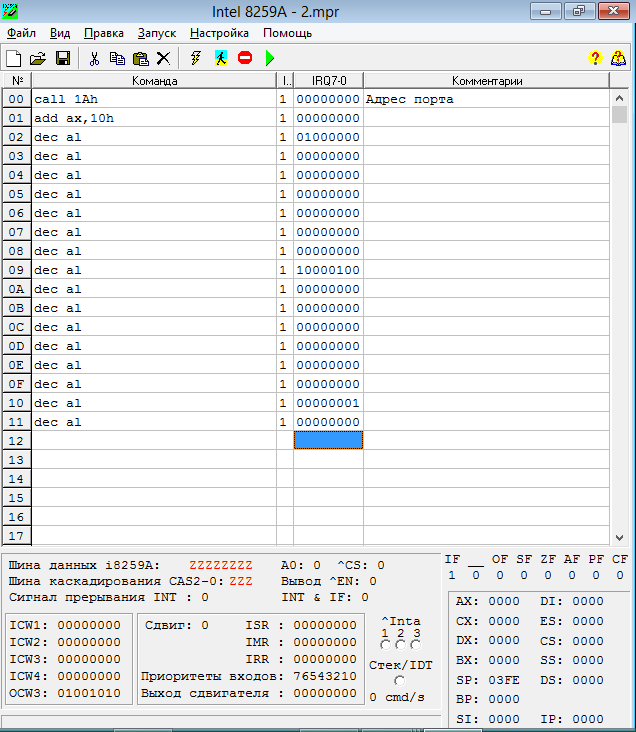 Intel 8259A - 2.mpr
Файл Вид Правка Запуск Настройка Помощь
№ Команда I.. IRQ7-0 Комментарии
00 call 1Ah 1 00000000 Адрес порта
01 add ax,10h 1 00000000
02 dec al 1 01000000
03 dec al 1 00000000
04 dec al 1 00000000
05 dec al 1 00000000
06 dec al 1 00000000
07 dec al 1 00000000
08 dec al 1 00000000
09 dec al 1 10000100
0A dec al 1 00000000
0B dec al 1 00000000
0C dec al 1 00000000
0D dec al 1 00000000
0E dec al 1 00000000
0F dec al 1 00000000
10 dec al 1 00000001
11 dec al 1 00000000
12
13
14
15
16
17
Шина данных i8259A: ZZZZZZZZ A0: 0 ^CS: 0
Шина каскадирования CAS2-0: ZZZ Вывод ^EN: 0
Сигнал прерывания INT : 0 INT & IF: 0
IF __ OF SF ZF AF PF CF
1 0 0 0 0 0 0 0
ICW1: 00000000
ICW2: 00000000
ICW3: 00000000
ICW4: 00000000
OCW3: 01001010
Сдвиг: 0 ISR : 00000000
IMR : 00000000
IRR : 00000000
Приоритеты входов: 76543210
Выход сдвигателя : 00000000
^Inta
1 2 3
Стек/IDT
0 cmd/s
AX: 0000 DI: 0000
CX: 0000 ES: 0000
DX: 0000 CS: 0000
BX: 0000 SS: 0000
SP: 03FE DS: 0000
BP: 0000
SI: 0000 IP: 0000